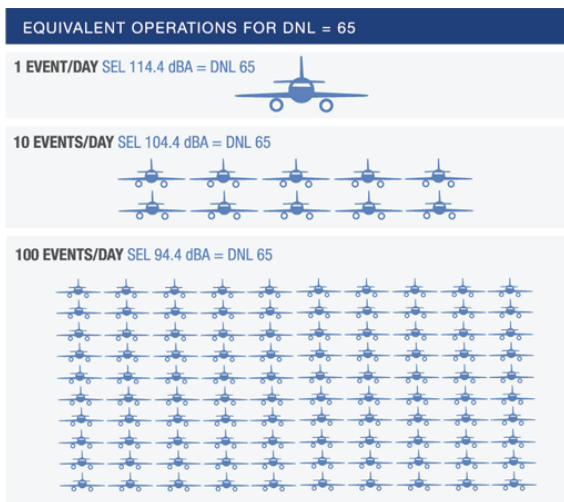 EQUIVALENT OPERATIONS FOR DNL = 65
1 EVENT/DAY SEL 114.4 dBA = DNL 65
10 EVENTS/DAY SEL 104.4 dBA = DNL 65
100 EVENTS/DAY SEL 94.4 dBA = DNL 65